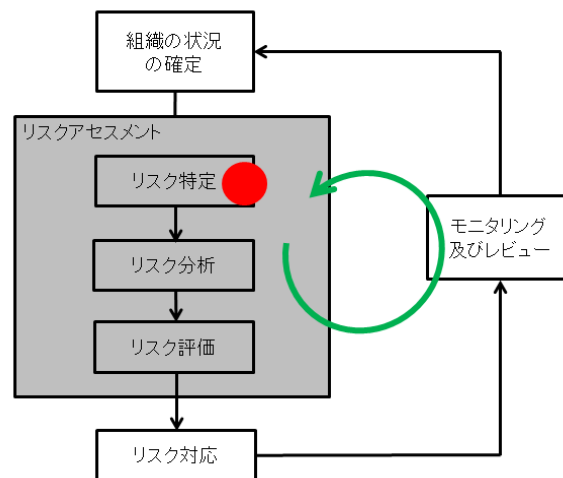 組織の状況
の確定
リスクアセスメント
リスク特定
リスク分析
リスク評価
リスク対応
モニタリング
及びレビュー